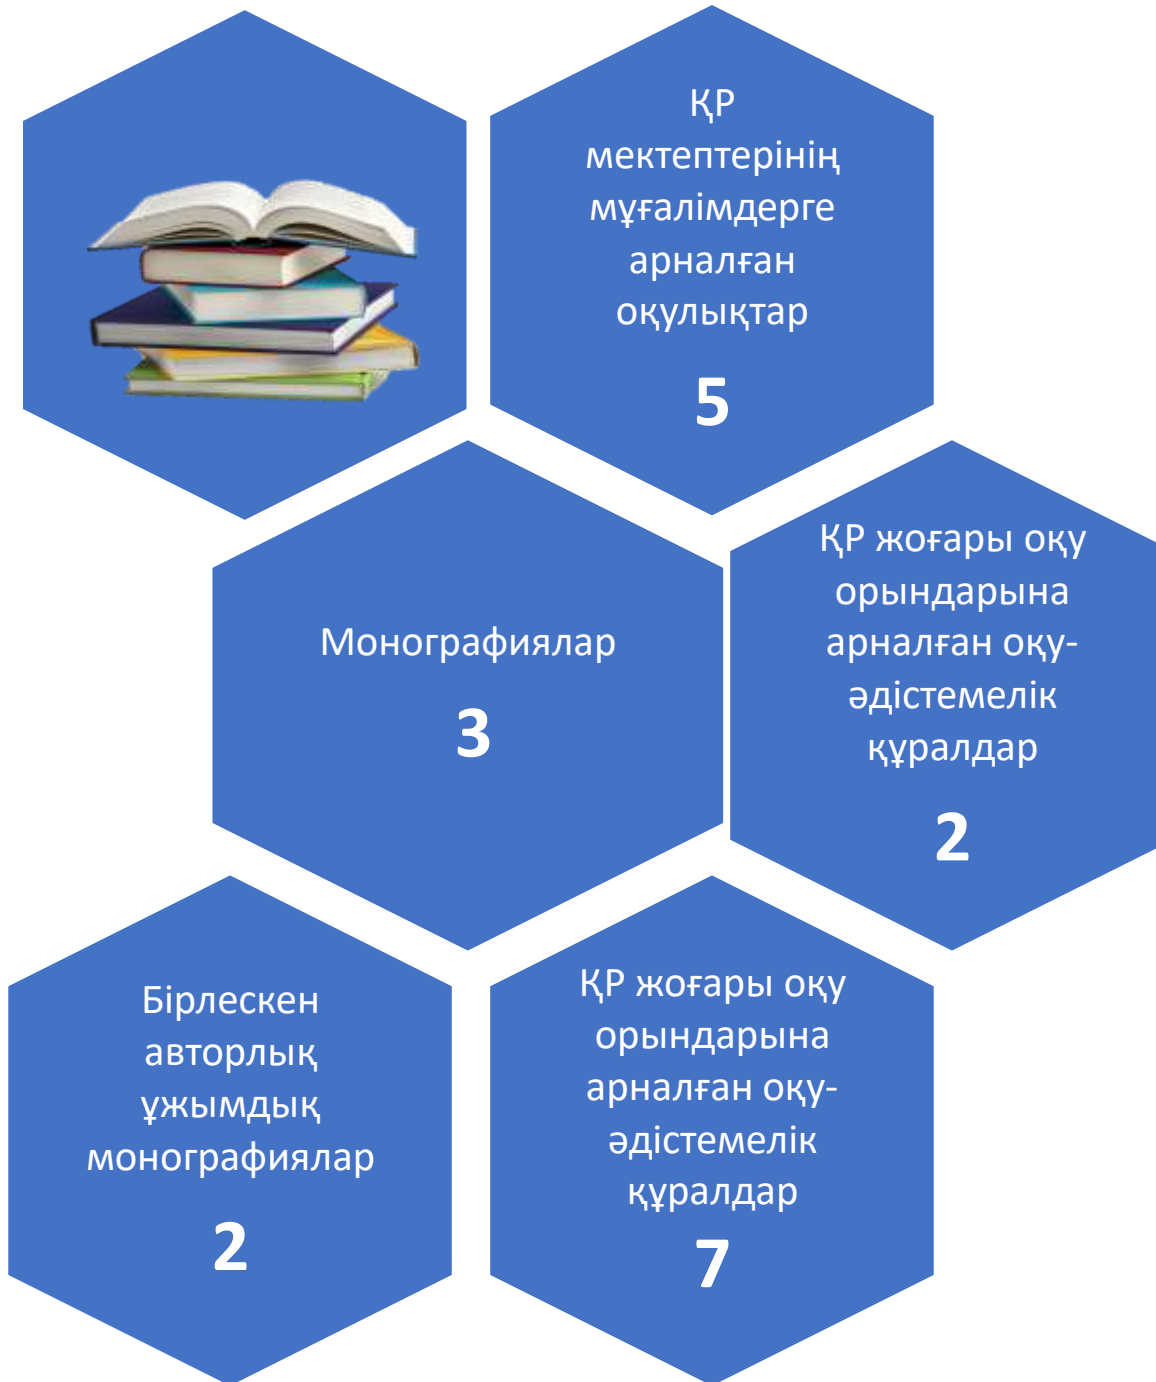 ҚР
мектептерінің
мұғалімдерге
арналған
оқулықтар
5
Монографиялар
3
ҚР жоғары оқу
орындарына
арналған оқу-
әдістемелік
құралдар
2
Бірлескен
авторлық
ұжымдық
монографиялар
2
ҚР жоғары оқу
орындарына
арналған оқу-
әдістемелік
құралдар
7